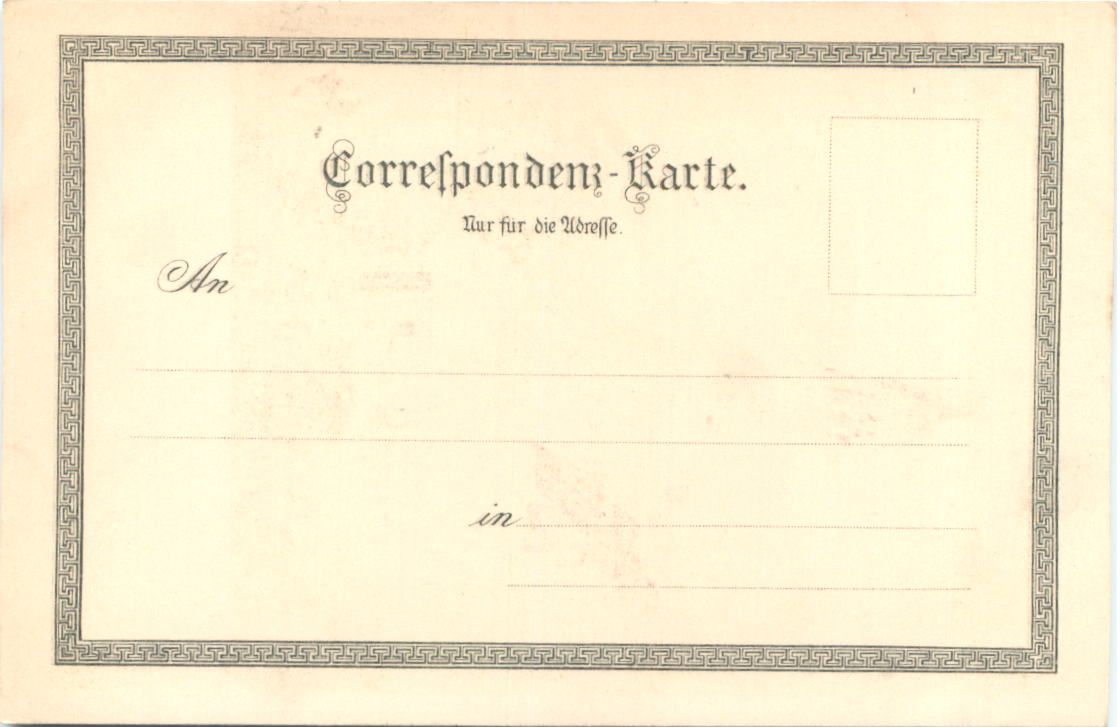 Correſpondenz-Karte.
Nur für die Adreſſe.
An
in